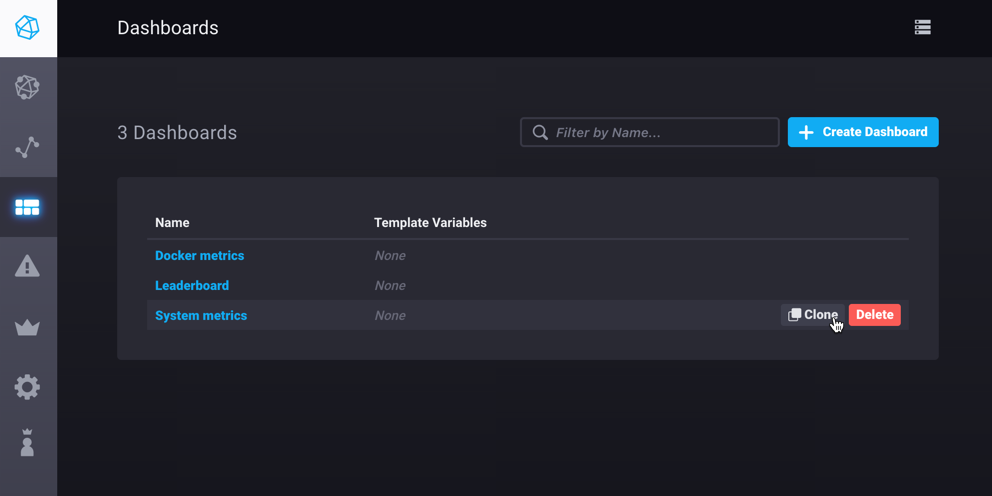 Dashboards
3 Dashboards
Filter by Name...
Create Dashboard
Name Template Variables
Docker metrics None
Leaderboard None
System metrics None Clone Delete